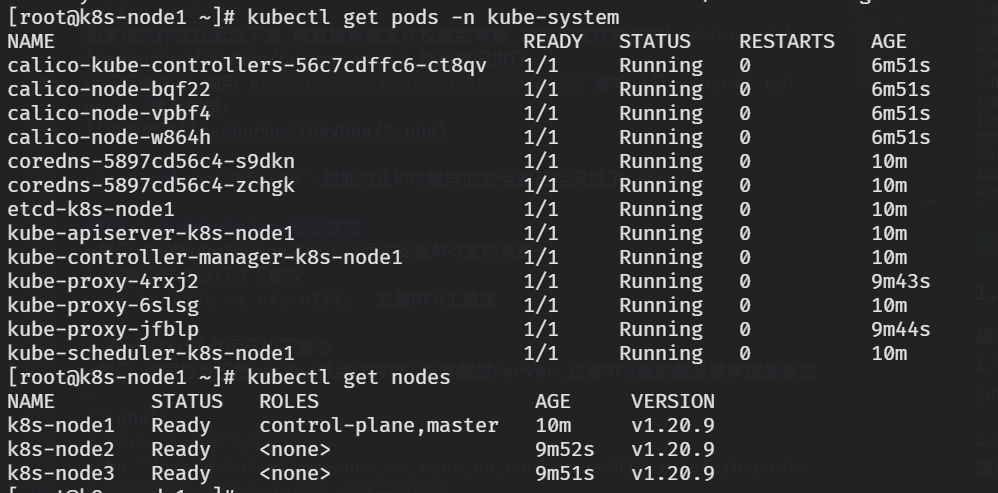 [root@k8s-node1 ~]# kubectl get pods -n kube-system
NAME READY STATUS RESTARTS AGE
calico-kube-controllers-56c7cdffc6-ct8qv 1/1 Running 0 6m51s
calico-node-bqf22 1/1 Running 0 6m51s
calico-node-vpbf4 1/1 Running 0 6m51s
calico-node-w864h 1/1 Running 0 6m51s
coredns-5897cd56c4-s9dkn 1/1 Running 0 10m
coredns-5897cd56c4-zchgk 1/1 Running 0 10m
etcd-k8s-node1 1/1 Running 0 10m
kube-apiserver-k8s-node1 1/1 Running 0 10m
kube-controller-manager-k8s-node1 1/1 Running 0 10m
kube-proxy-4rxj2 1/1 Running 0 9m43s
kube-proxy-6slsg 1/1 Running 0 10m
kube-proxy-jfblp 1/1 Running 0 9m44s
kube-scheduler-k8s-node1 1/1 Running 0 10m
[root@k8s-node1 ~]# kubectl get nodes
NAME STATUS ROLES AGE VERSION
k8s-node1 Ready control-plane,master 10m v1.20.9
k8s-node2 Ready <none> 9m52s v1.20.9
k8s-node3 Ready <none> 9m51s v1.20.9